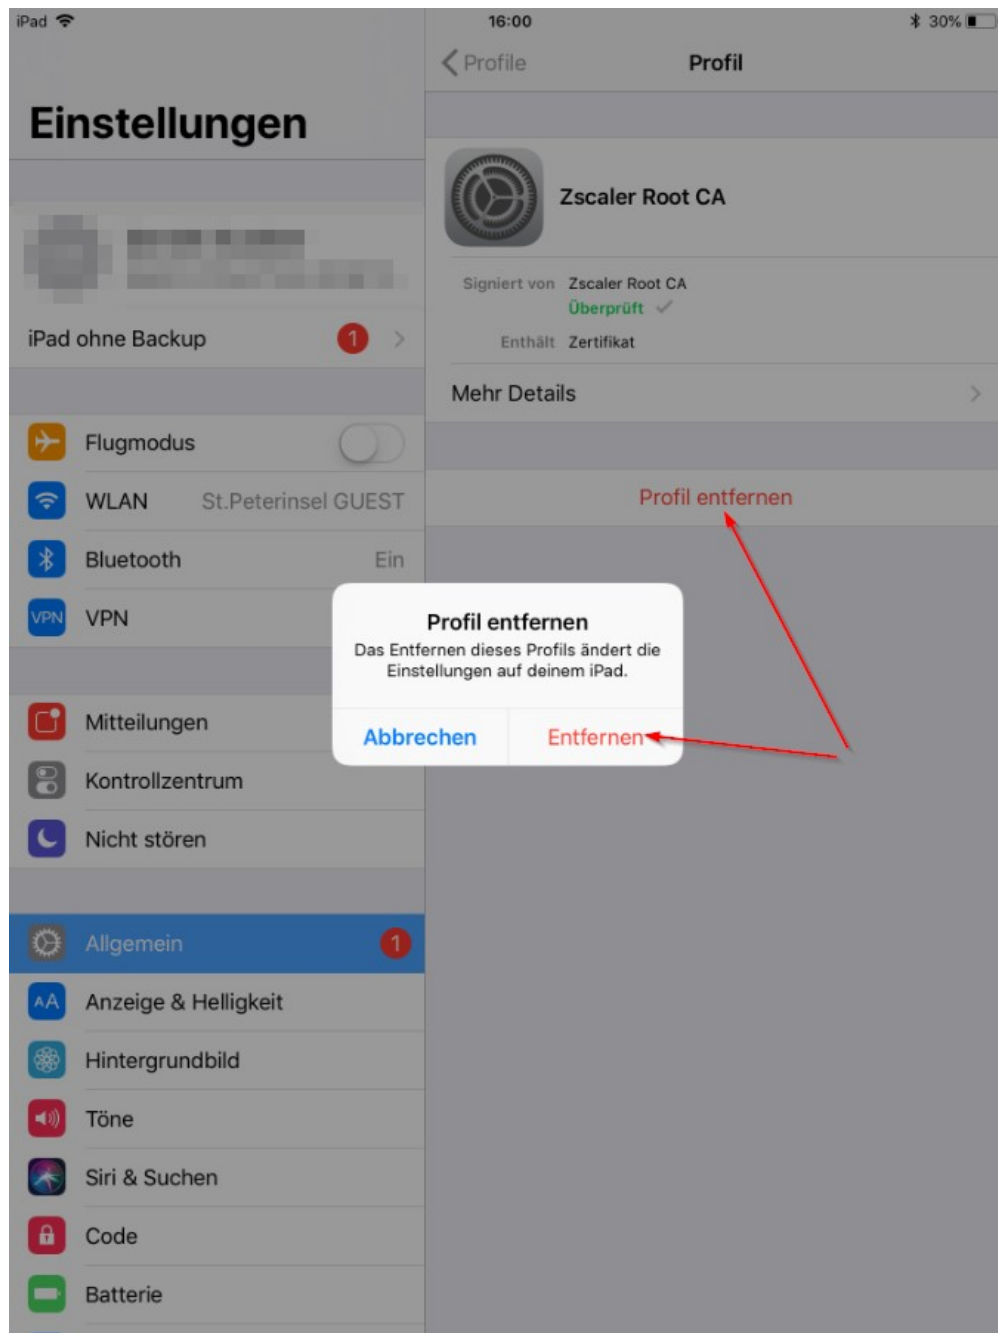 iPad 16:00 30%
Einstellungen
iPad ohne Backup 1
Flugmodus
WLAN St.Peterinsel GUEST
Bluetooth Ein
VPN VPN
Mitteilungen
Kontrollzentrum
Nicht stören
Allgemein 1
AA Anzeige & Helligkeit
Hintergrundbild
Töne
Siri & Suchen
Code
Batterie
Profile Profil
Zscaler Root CA
Signiert von Zscaler Root CA
Überprüft
Enthält Zertifikat
Mehr Details
Profil entfernen
Profil entfernen
Das Entfernen dieses Profils ändert die
Einstellungen auf deinem iPad.
Abbrechen Entfernen